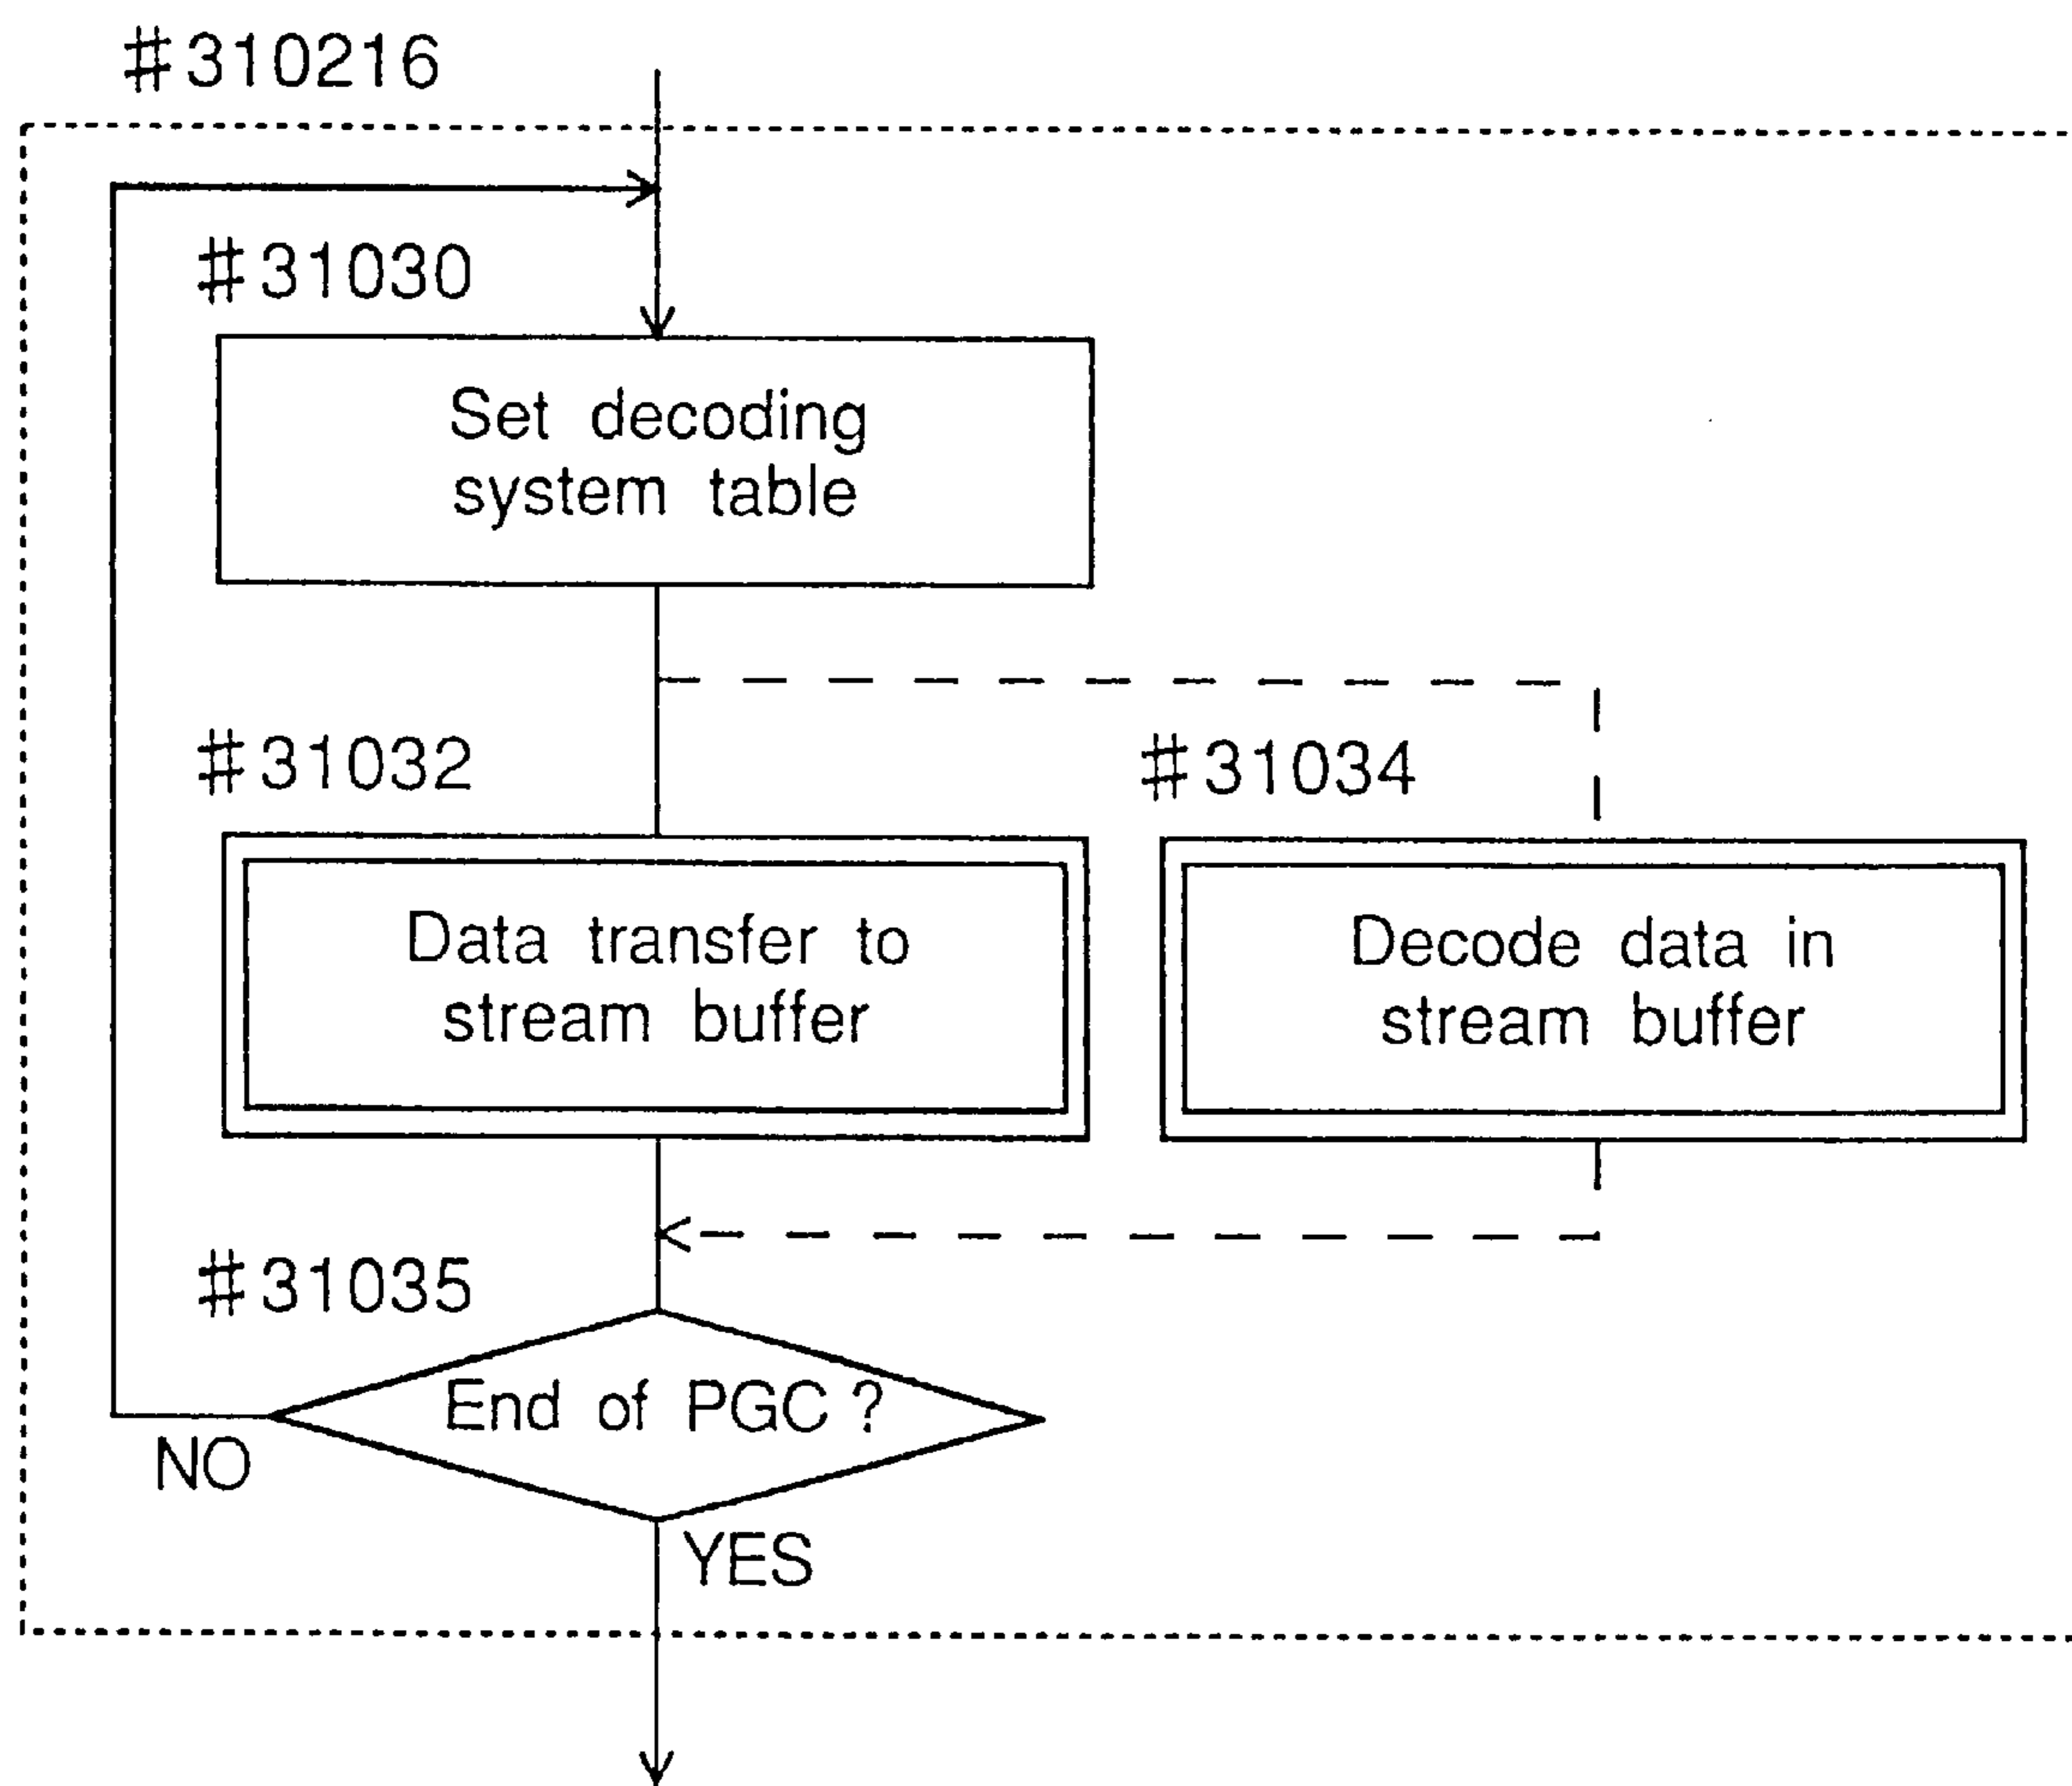 #310216
#31030
Set decoding
system table
#31032
#31034
Data transfer to
stream buffer
Decode data in
stream buffer
#31035
End of PGC ?
NO
YES